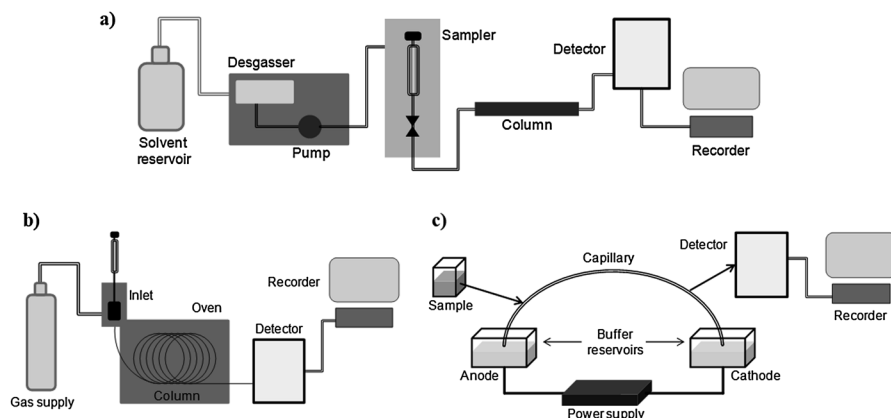 a)
Solvent
reservoir
Desgasser
Pump
Sampler
Column
Detector
Recorder
b)
Gas supply
Inlet
Oven
Column
Detector
Recorder
c)
Sample
Capillary
Detector
Recorder
Buffer
reservoirs
Anode
Cathode
Power supply